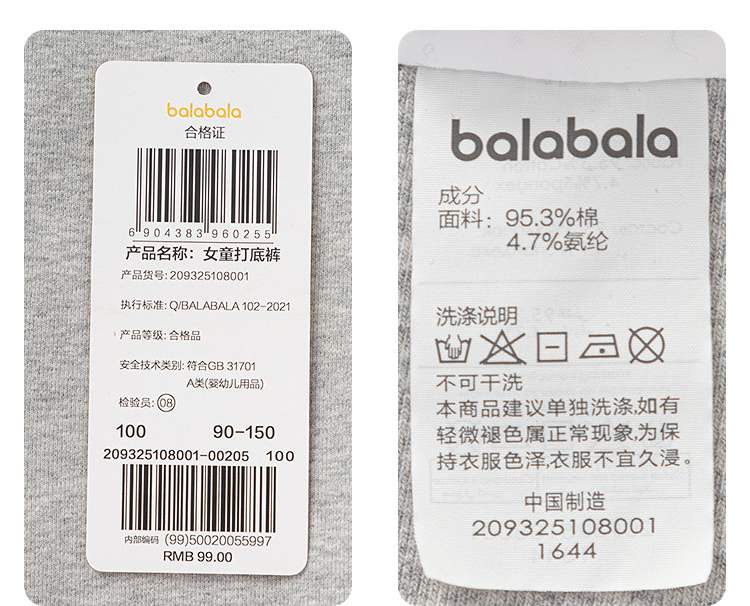 balabala
合格证
6 904383 960255
产品名称：女童打底裤
产品货号: 209325108001
执行标准: Q/BALABALA 102-2021
产品等级: 合格品
安全技术类别: 符合GB 31701
A类(婴幼儿用品)
检验员: 08
100 90-150
209325108001-00205 100
内部编码 (99)50020055997
RMB 99.00
balabala
成分
面料： 95.3%棉
4.7%氨纶
洗涤说明
不可干洗
本商品建议单独洗涤,如有
轻微褪色属正常现象,为保
持衣服色泽,衣服不宜久浸。
中国制造
209325108001
1644